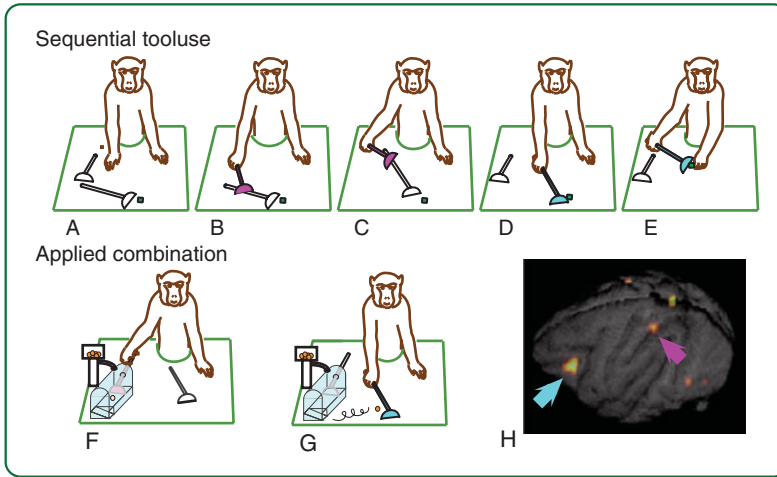 Sequential tooluse
A B C D E
Applied combination
F G H